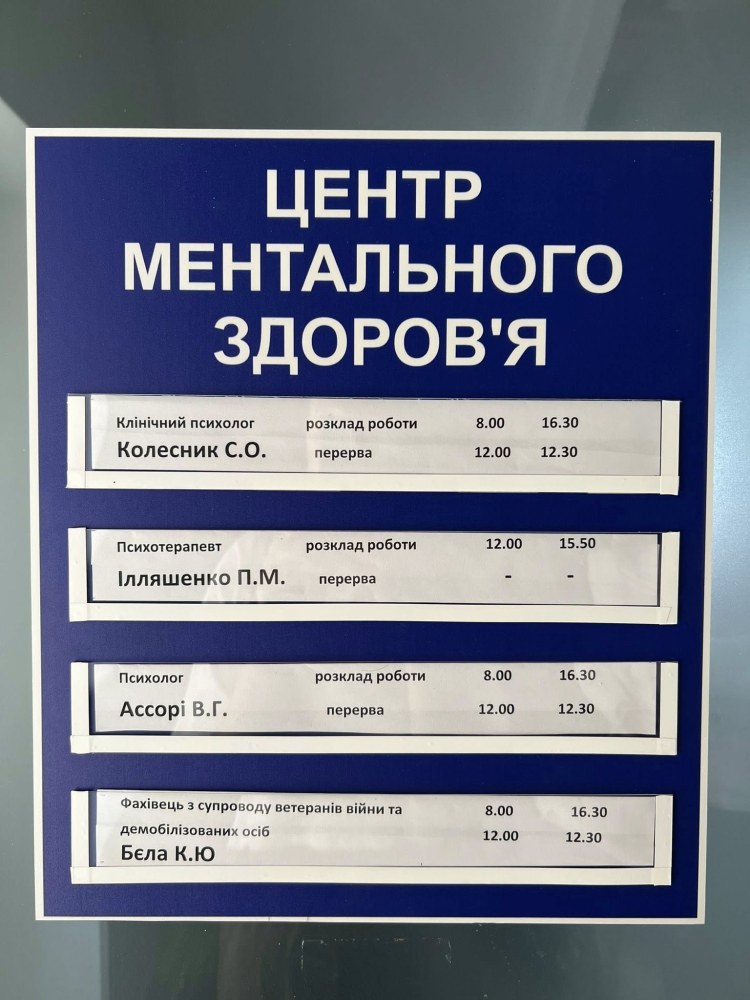 ЦЕНТР
МЕНТАЛЬНОГО
ЗДОРОВ'Я
Клінічний психолог розклад роботи 8.00 16.30
Колесник С.О. перерва 12.00 12.30
Психотерапевт розклад роботи 12.00 15.50
Ілляшенко П.М. перерва - -
Психолог розклад роботи 8.00 16.30
Ассорі В.Г. перерва 12.00 12.30
Фахівець з супроводу ветеранів війни та 8.00 16.30
демобілізованих осіб 12.00 12.30
Бєла К.Ю